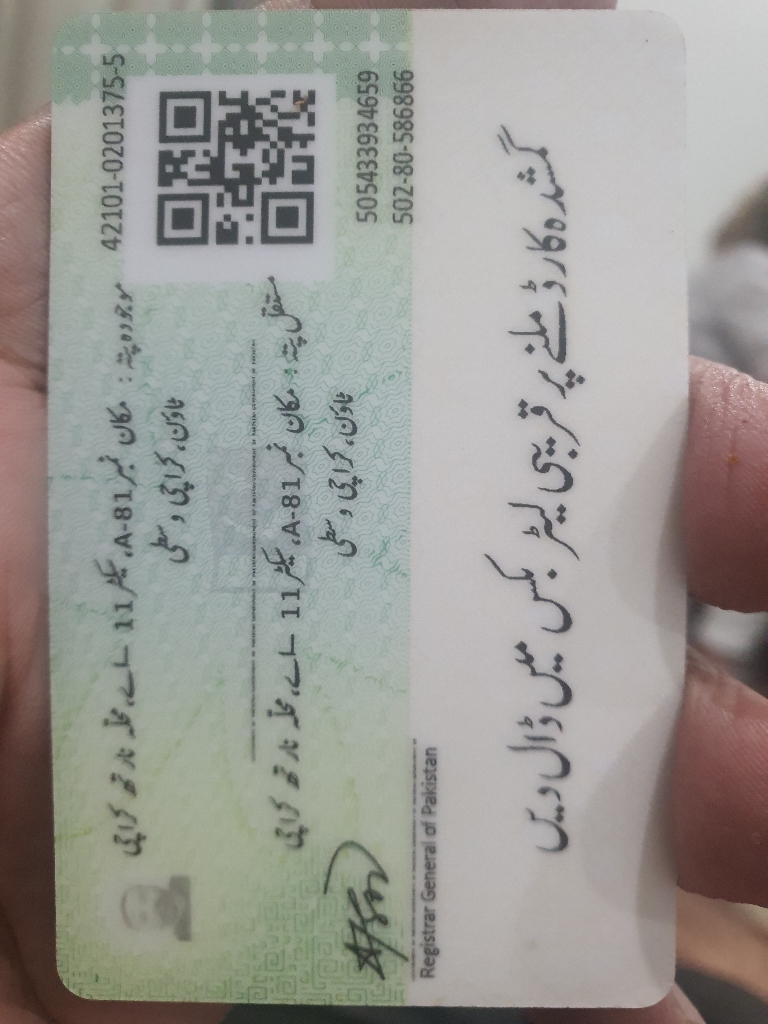 42101-0201375-5
موجودہ پتہ: مکان نمبر A-81، سیکٹر 11 اے، محلہ نارتھ کراچی
ٹاؤن، کراچی وسطی
مستقل پتہ: مکان نمبر A-81، سیکٹر 11 اے، محلہ نارتھ کراچی
ٹاؤن، کراچی وسطی
505433934659
502-80-586866
Registrar General of Pakistan
گمشدہ کارڈ ملنے پر قریبی لیٹر بکس میں ڈال دیں